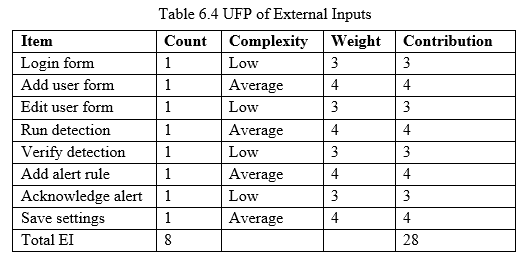 Table 6.4 UFP of External Inputs
Item Count Complexity Weight Contribution
Login form 1 Low 3 3
Add user form 1 Average 4 4
Edit user form 1 Low 3 3
Run detection 1 Average 4 4
Verify detection 1 Low 3 3
Add alert rule 1 Average 4 4
Acknowledge alert 1 Low 3 3
Save settings 1 Average 4 4
Total EI 8 28